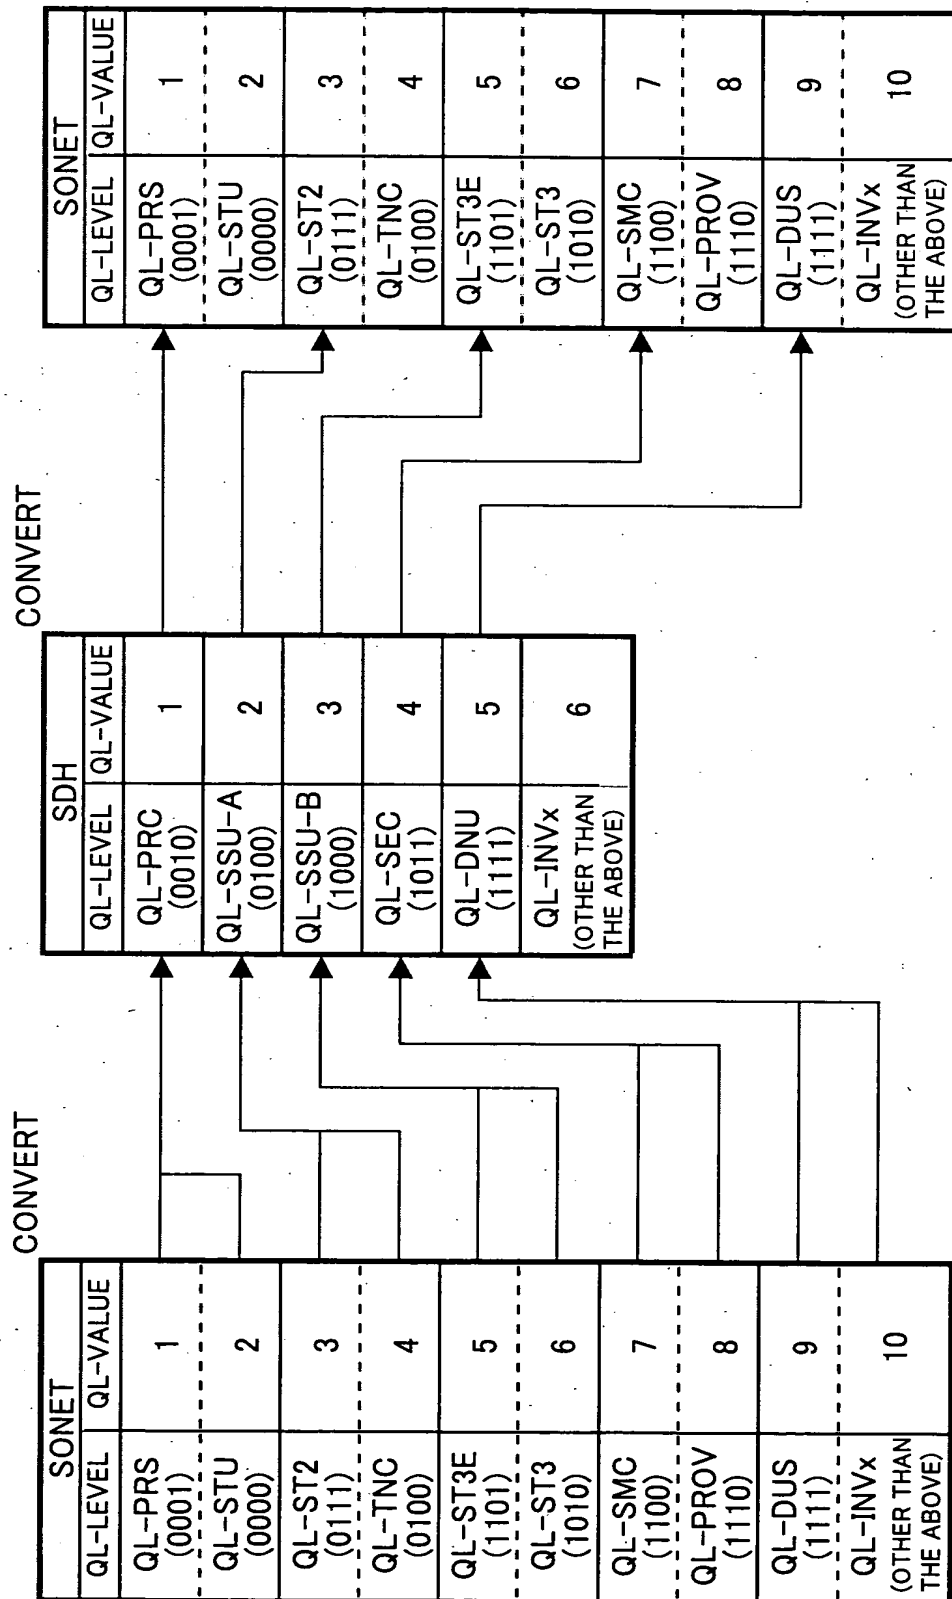 CONVERT
CONVERT
SONET
QL-LEVEL QL-VALUE
QL-PRS
(0001) 1
QL-STU
(0000) 2
QL-ST2
(0111) 3
QL-TNC
(0100) 4
QL-ST3E
(1101) 5
QL-ST3
(1010) 6
QL-SMC
(1100) 7
QL-PROV
(1110) 8
QL-DUS
(1111) 9
QL-INVx
(OTHER THAN
THE ABOVE) 10
SDH
QL-LEVEL QL-VALUE
QL-PRC
(0010) 1
QL-SSU-A
(0100) 2
QL-SSU-B
(1000) 3
QL-SEC
(1011) 4
QL-DNU
(1111) 5
QL-INVx
(OTHER THAN
THE ABOVE) 6
SONET
QL-LEVEL QL-VALUE
QL-PRS
(0001) 1
QL-STU
(0000) 2
QL-ST2
(0111) 3
QL-TNC
(0100) 4
QL-ST3E
(1101) 5
QL-ST3
(1010) 6
QL-SMC
(1100) 7
QL-PROV
(1110) 8
QL-DUS
(1111) 9
QL-INVx
(OTHER THAN
THE ABOVE) 10